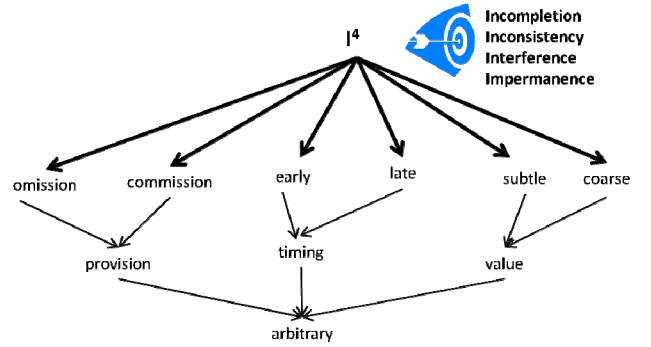 I⁴
Incompletion
Inconsistency
Interference
Impermanence
omission commission early late subtle coarse
provision timing value
arbitrary